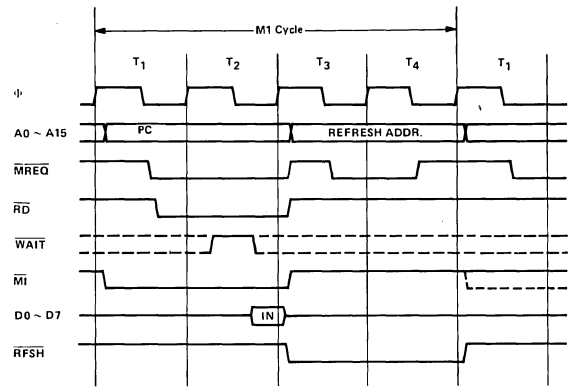 M1 Cycle
T1 T2 T3 T4 T1
Φ
A0 ~ A15 PC REFRESH ADDR.
MREQ
RD
WAIT
M1
D0 ~ D7 IN
RFSH